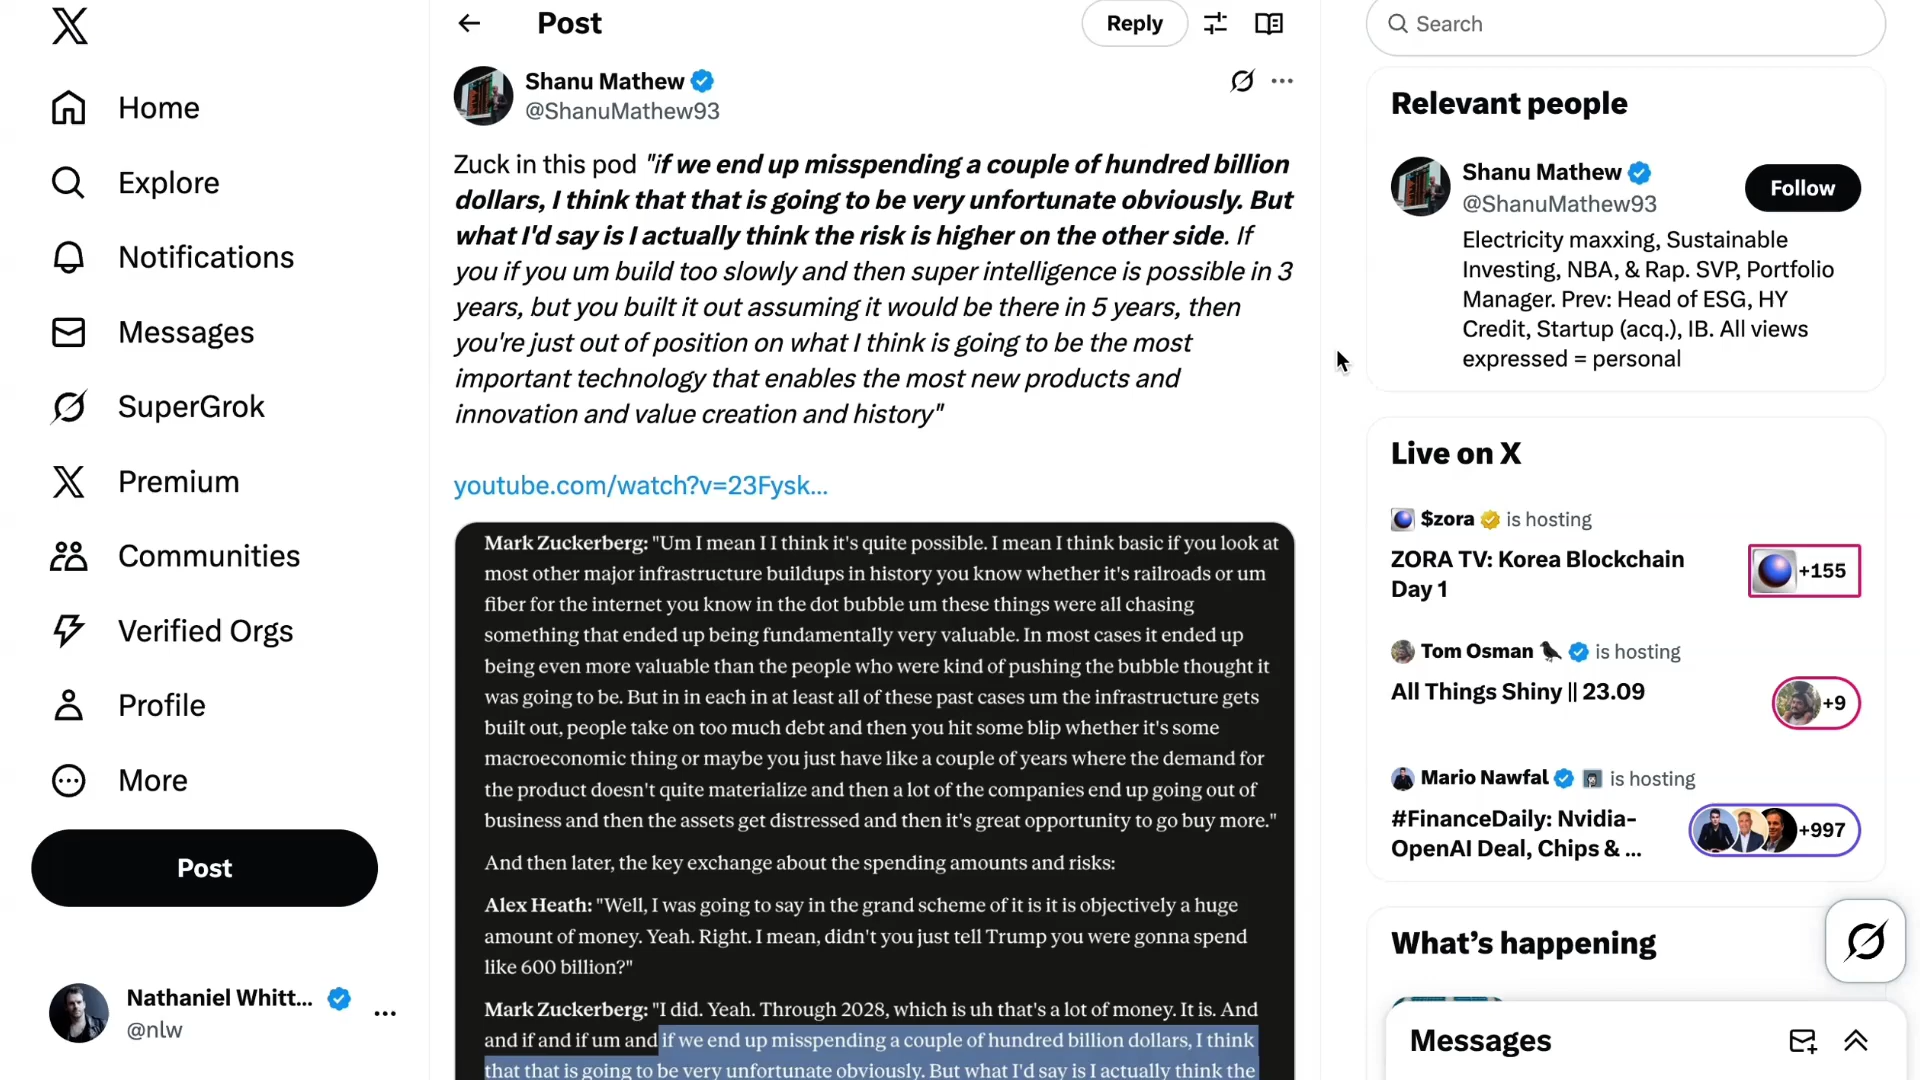 Home
Explore
Notifications
Messages
SuperGrok
Premium
Communities
Verified Orgs
Profile
More
Post
Nathaniel Whitt...
@nlw
Post
Reply
Shanu Mathew
@ShanuMathew93
Zuck in this pod "if we end up misspending a couple of hundred billion
dollars, I think that that is going to be very unfortunate obviously. But
what I'd say is I actually think the risk is higher on the other side. If
you if you um build too slowly and then super intelligence is possible in 3
years, but you built it out assuming it would be there in 5 years, then
you're just out of position on what I think is going to be the most
important technology that enables the most new products and
innovation and value creation and history"
youtube.com/watch?v=23Fysk...
Mark Zuckerberg: "Um I mean I I think it's quite possible. I mean I think basic if you look at
most other major infrastructure buildups in history you know whether it's railroads or um
fiber for the internet you know in the dot bubble um these things were all chasing
something that ended up being fundamentally very valuable. In most cases it ended up
being even more valuable than the people who were kind of pushing the bubble thought it
was going to be. But in in each in at least all of these past cases um the infrastructure gets
built out, people take on too much debt and then you hit some blip whether it's some
macroeconomic thing or maybe you just have like a couple of years where the demand for
the product doesn't quite materialize and then a lot of the companies end up going out of
business and then the assets get distressed and then it's great opportunity to go buy more."
And then later, the key exchange about the spending amounts and risks:
Alex Heath: "Well, I was going to say in the grand scheme of it is it is objectively a huge
amount of money. Yeah. Right. I mean, didn't you just tell Trump you were gonna spend
like 600 billion?"
Mark Zuckerberg: "I did. Yeah. Through 2028, which is uh that's a lot of money. It is. And
and if and if um and if we end up misspending a couple of hundred billion dollars, I think
that that is going to be very unfortunate obviously. But what I'd say is I actually think the
Search
Relevant people
Shanu Mathew
@ShanuMathew93
Follow
Electricity maxxing, Sustainable
Investing, NBA, & Rap. SVP, Portfolio
Manager. Prev: Head of ESG, HY
Credit, Startup (acq.), IB. All views
expressed = personal
Live on X
$zora is hosting
ZORA TV: Korea Blockchain
Day 1
+155
Tom Osman is hosting
All Things Shiny || 23.09
+9
Mario Nawfal is hosting
#FinanceDaily: Nvidia-
OpenAI Deal, Chips & ...
+997
What's happening
Messages